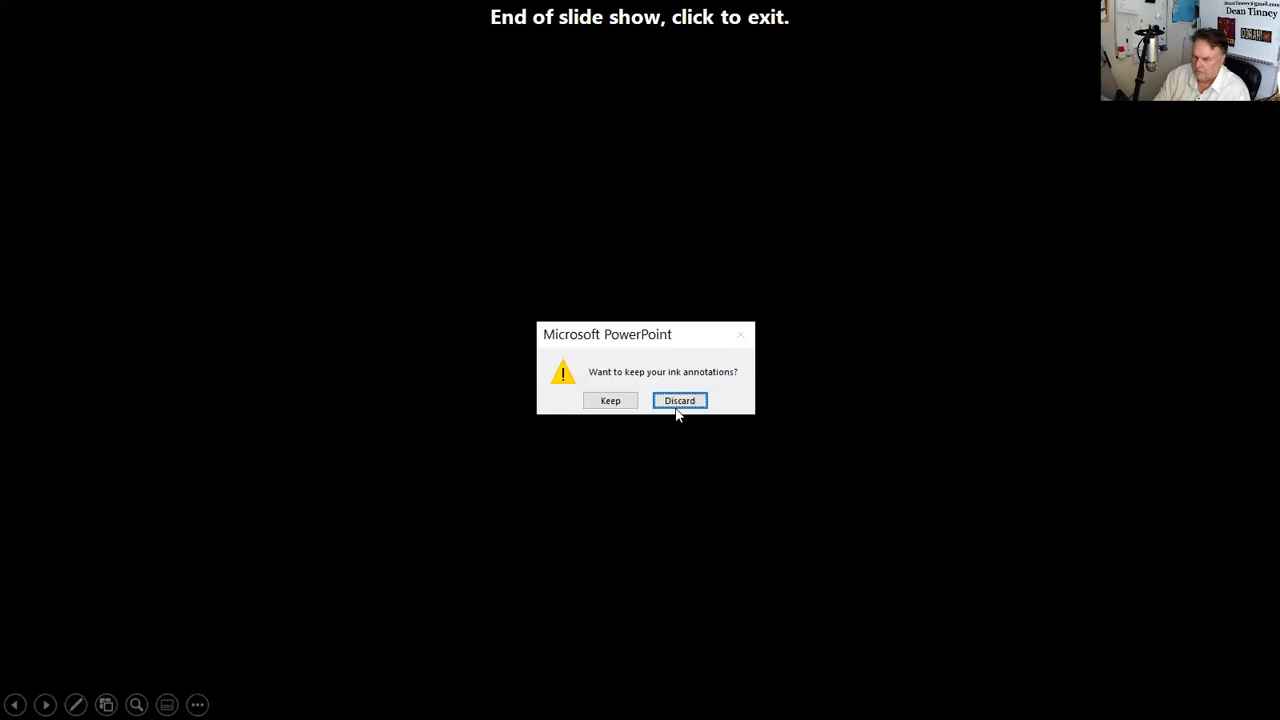 End of slide show, click to exit.
Dean Tinney
OORAH!
Microsoft PowerPoint
Want to keep your ink annotations?
Keep
Discard